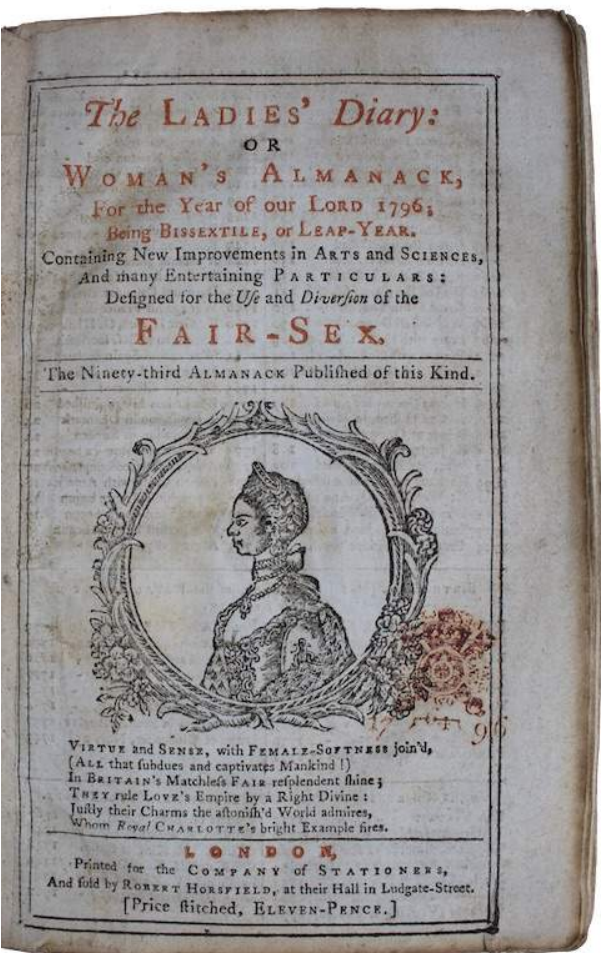 The LADIES' Diary:
OR
WOMAN'S ALMANACK,
For the Year of our LORD 1796;
Being BISSEXTILE, or LEAP-YEAR.
Containing New Improvements in ARTS and SCIENCES,
And many Entertaining PARTICULARS:
Deſigned for the Uſe and Diverſion of the
FAIR-SEX.
The Ninety-third ALMANACK Publiſhed of this Kind.
VIRTUE and SENSE, with FEMALE-SOFTNESS join'd,
(ALL that ſubdues and captivates Mankind!)
In BRITAIN's Matchleſs FAIR reſplendent ſhine;
THEY rule LOVE's Empire by a Right Divine:
Juſtly their Charms the aſtoniſh'd World admires,
Whom Royal CHARLOTTE's bright Example fires.
LONDON,
Printed for the COMPANY of STATIONERS,
And ſold by ROBERT HORSFIELD, at their Hall in Ludgate-Street.
[Price ſtitched, ELEVEN-PENCE.]